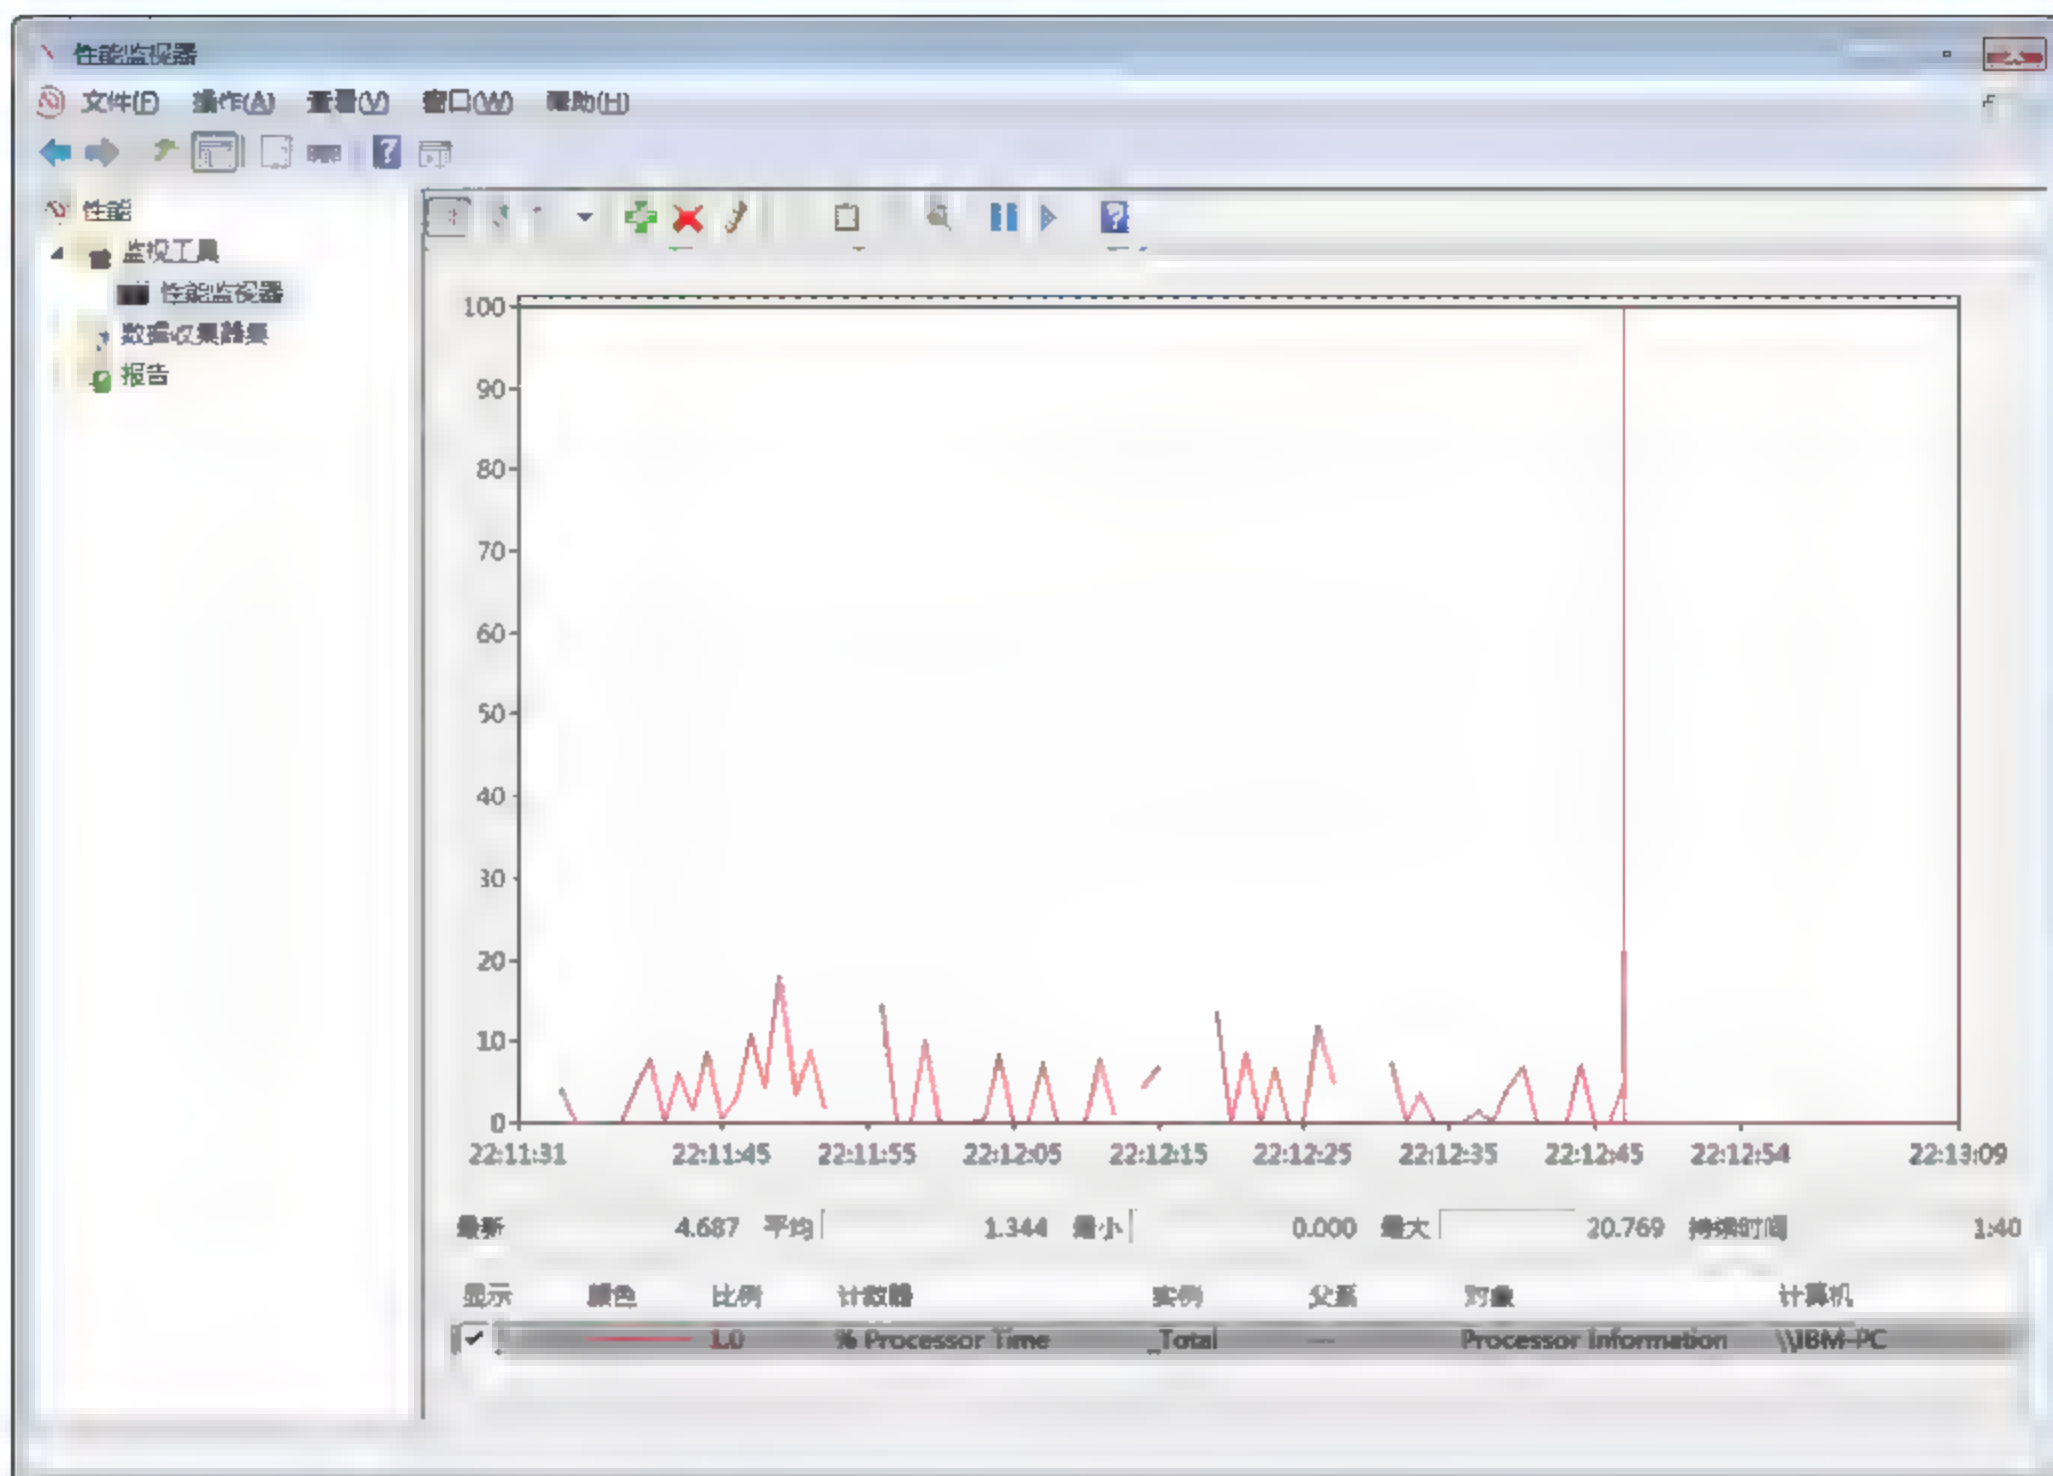 性能监视器
文件(F) 操作(A) 查看(V) 窗口(W) 帮助(H)
性能
监视工具
性能监视器
数据收集器集
报告
100
90
80
70
60
50
40
30
20
10
0
22:11:31 22:11:45 22:11:55 22:12:05 22:12:15 22:12:25 22:12:35 22:12:45 22:12:54 22:13:09
最新 4.687 平均 1.344 最小 0.000 最大 20.769 持续时间 1:40
显示 颜色 比例 计数器 实例 父系 对象 计算机
1.0 % Processor Time _Total --- Processor Information \\IBM-PC